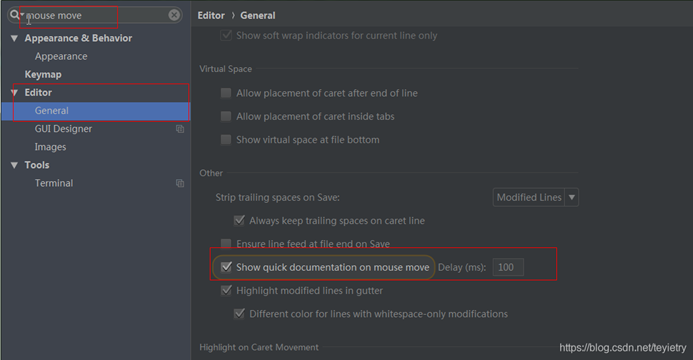 mouse move
Appearance & Behavior
Appearance
Keymap
Editor
General
GUI Designer
Images
Tools
Terminal
Editor › General
Show soft wrap indicators for current line only
Virtual Space
Allow placement of caret after end of line
Allow placement of caret inside tabs
Show virtual space at file bottom
Other
Strip trailing spaces on Save: Modified Lines
Always keep trailing spaces on caret line
Ensure line feed at file end on Save
Show quick documentation on mouse move Delay (ms): 100
Highlight modified lines in gutter
Different color for lines with whitespace-only modifications
Highlight on Caret Movement
https://blog.csdn.net/teyietry